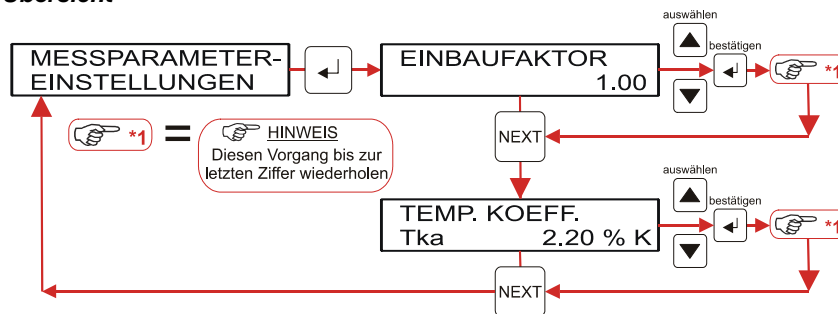 Übersicht
auswählen
MESSPARAMETER-
EINSTELLUNGEN
EINBAUFAKTOR
1.00
bestätigen
*1
*1 = HINWEIS
Diesen Vorgang bis zur
letzten Ziffer wiederholen
NEXT
auswählen
TEMP. KOEFF.
Tka 2.20 % K
bestätigen
*1
NEXT